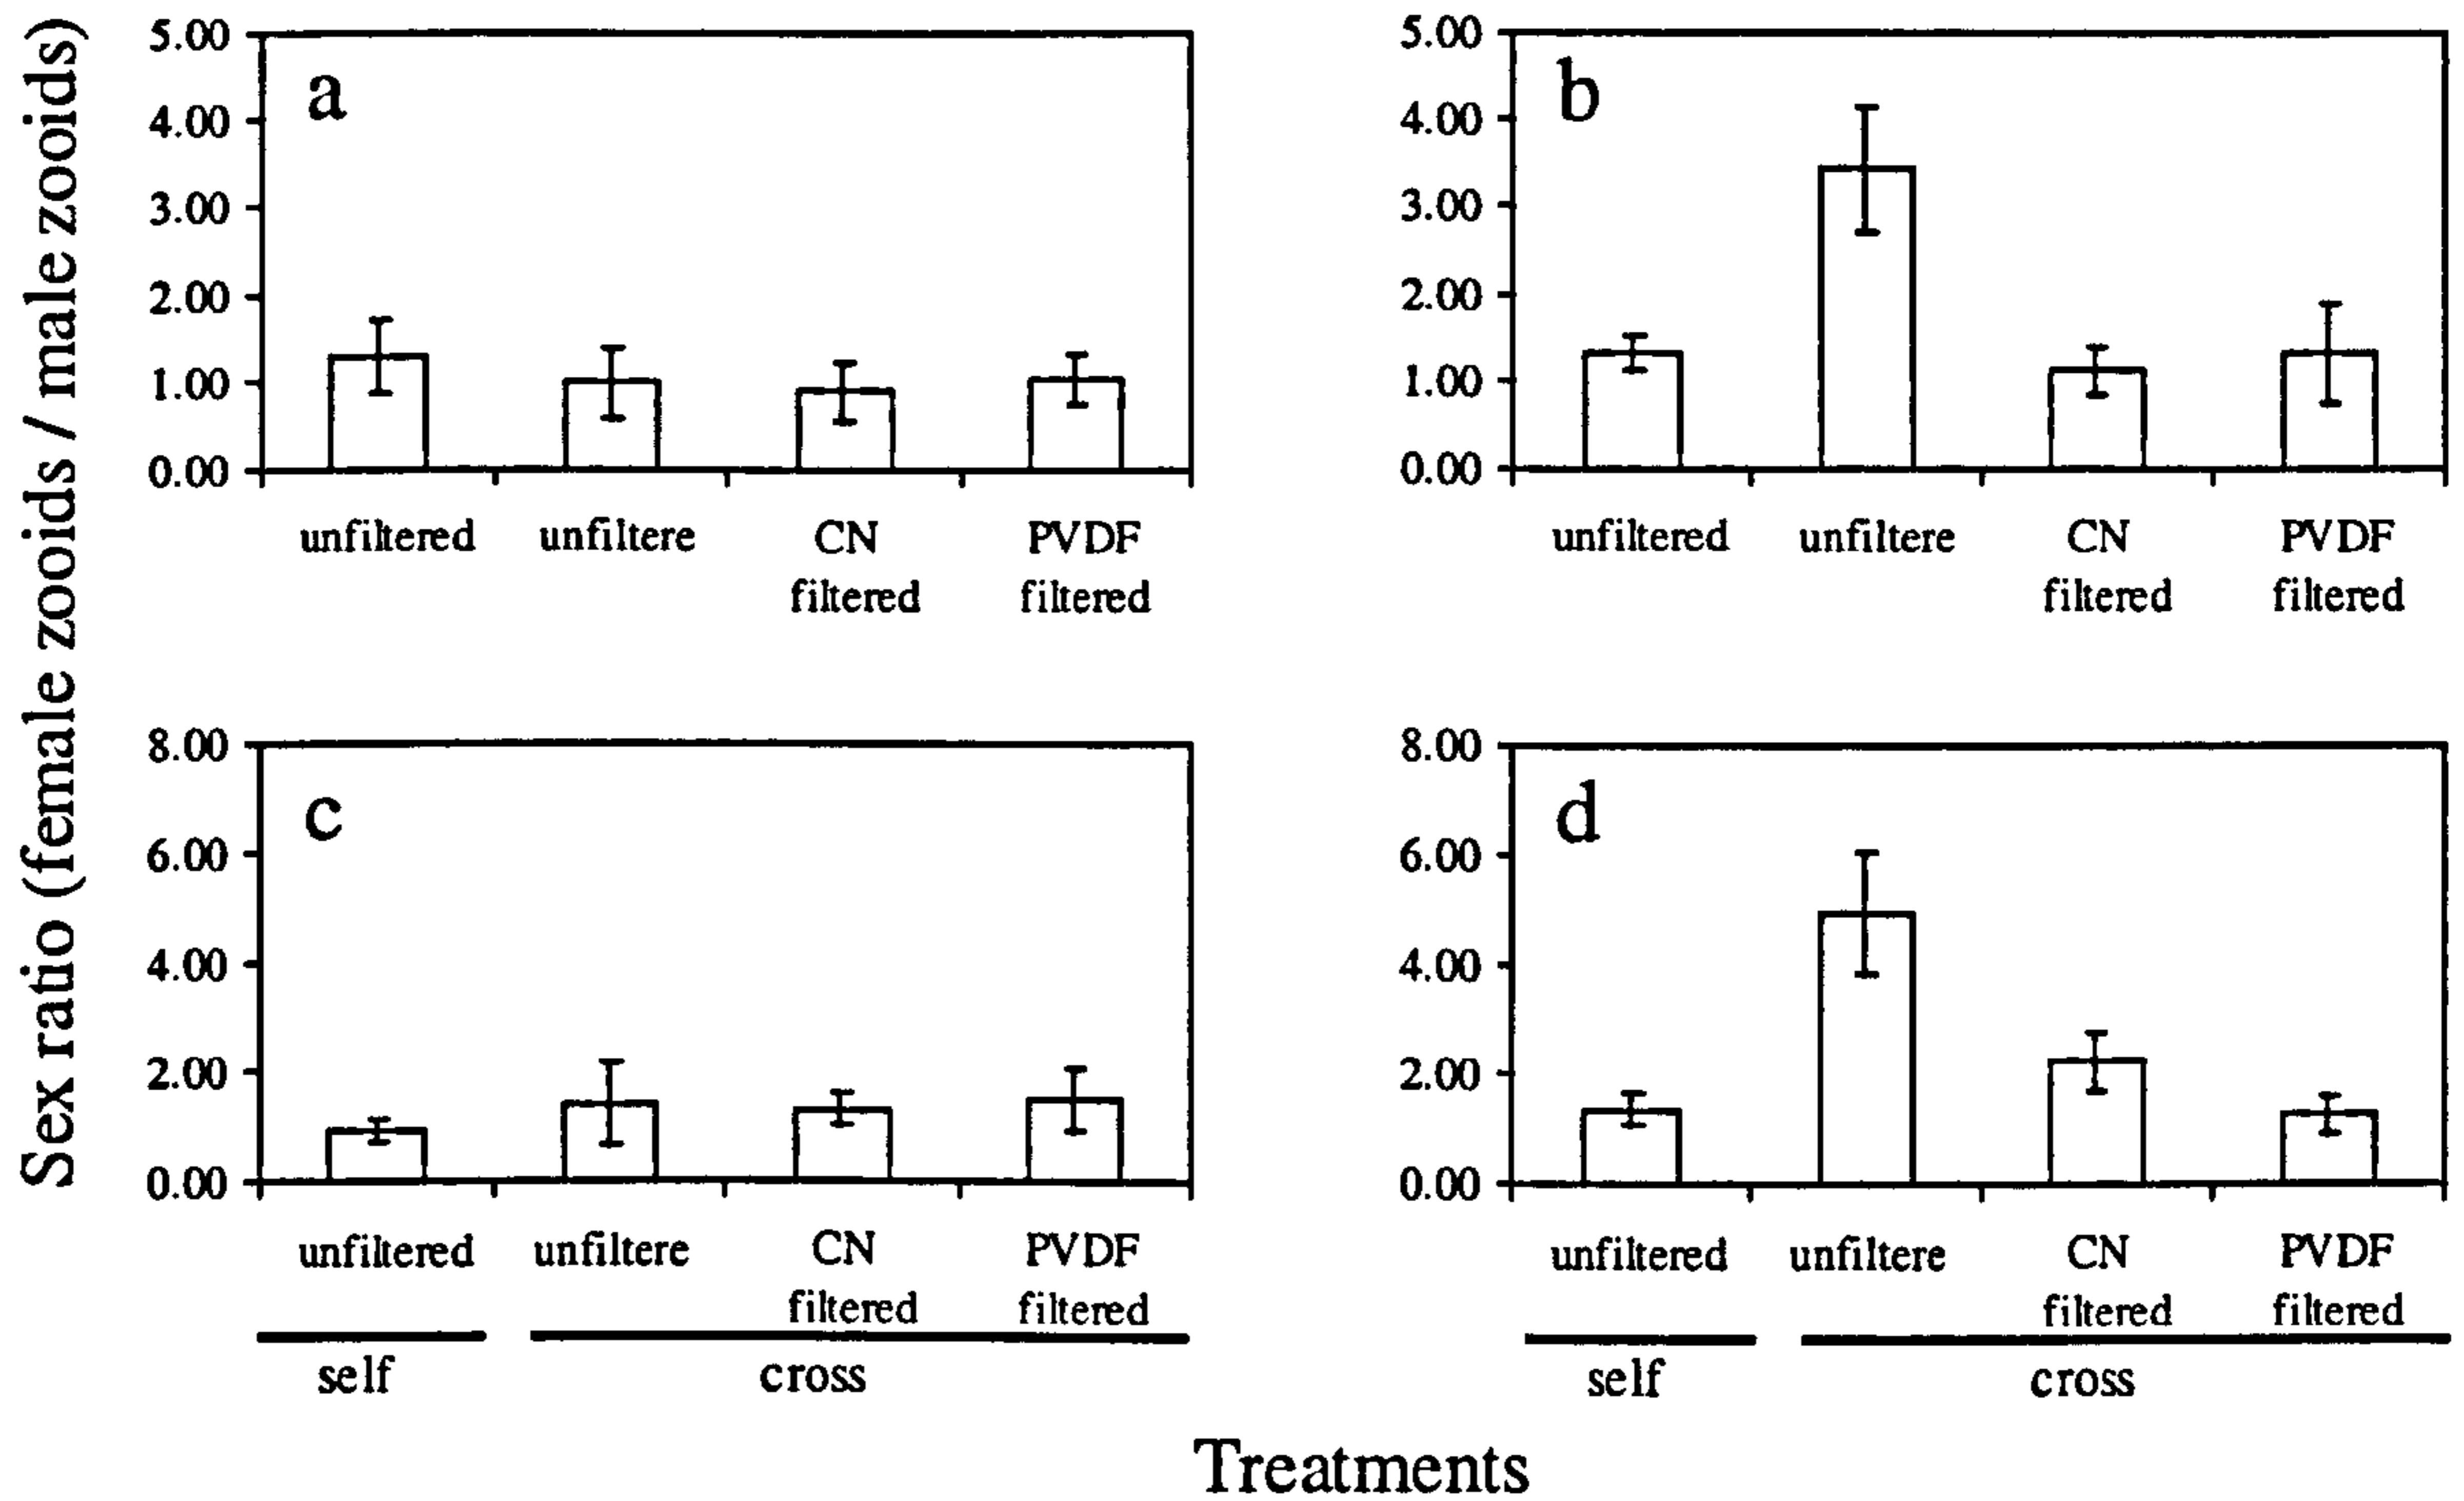 Sex ratio (female zooids / male zooids)
5.00
4.00
3.00
2.00
1.00
0.00
a
unfiltered unfiltere CN PVDF
filtered filtered
5.00
4.00
3.00
2.00
1.00
0.00
b
unfiltered unfiltere CN PVDF
filtered filtered
8.00
6.00
4.00
2.00
0.00
c
unfiltered unfiltere CN PVDF
filtered filtered
self cross
8.00
6.00
4.00
2.00
0.00
d
unfiltered unfiltere CN PVDF
filtered filtered
self cross
Treatments